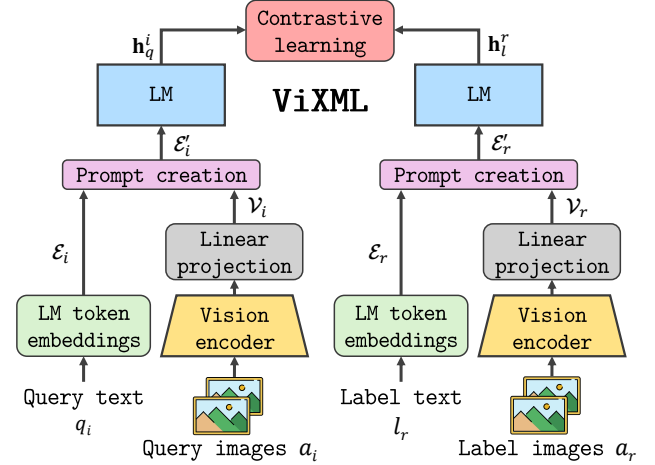 Contrastive
learning
𝐡_q^i
𝐡_l^r
LM
ViXML
LM
ℰ′_i
ℰ′_r
Prompt creation
Prompt creation
ℰ_i
𝒱_i
ℰ_r
𝒱_r
Linear
projection
Linear
projection
LM token
embeddings
Vision
encoder
LM token
embeddings
Vision
encoder
Query text
q_i
Query images a_i
Label text
l_r
Label images a_r